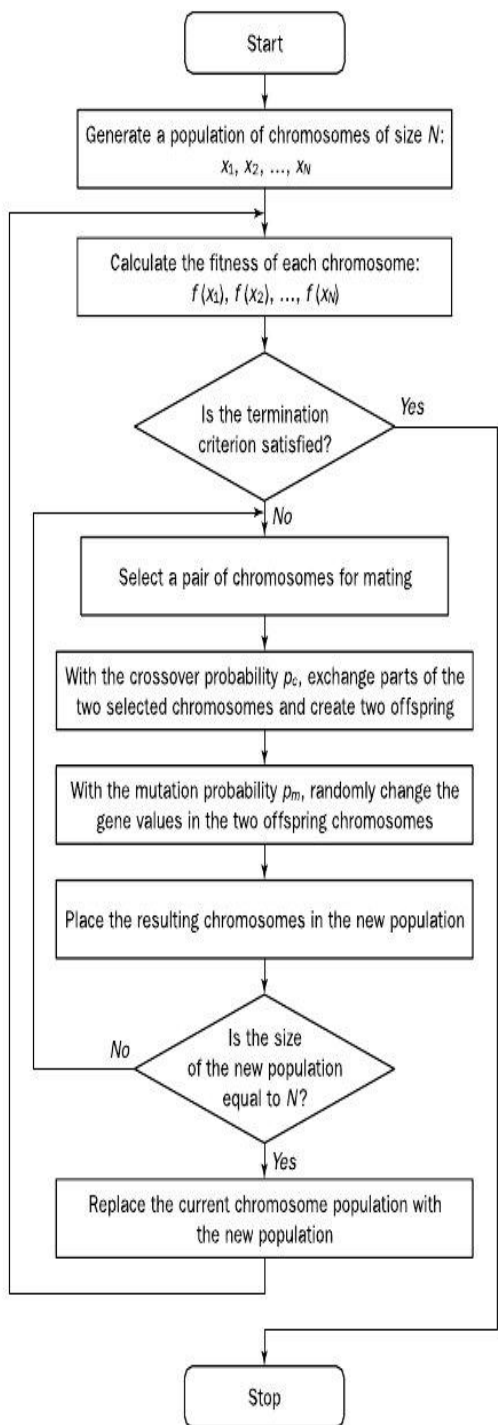 Start
Generate a population of chromosomes of size N:
x₁, x₂, ..., x_N
Calculate the fitness of each chromosome:
f (x₁), f (x₂), ..., f (x_N)
Is the termination
criterion satisfied?
Yes
No
Select a pair of chromosomes for mating
With the crossover probability p_c, exchange parts of the
two selected chromosomes and create two offspring
With the mutation probability p_m, randomly change the
gene values in the two offspring chromosomes
Place the resulting chromosomes in the new population
Is the size
of the new population
equal to N?
No
Yes
Replace the current chromosome population with
the new population
Stop